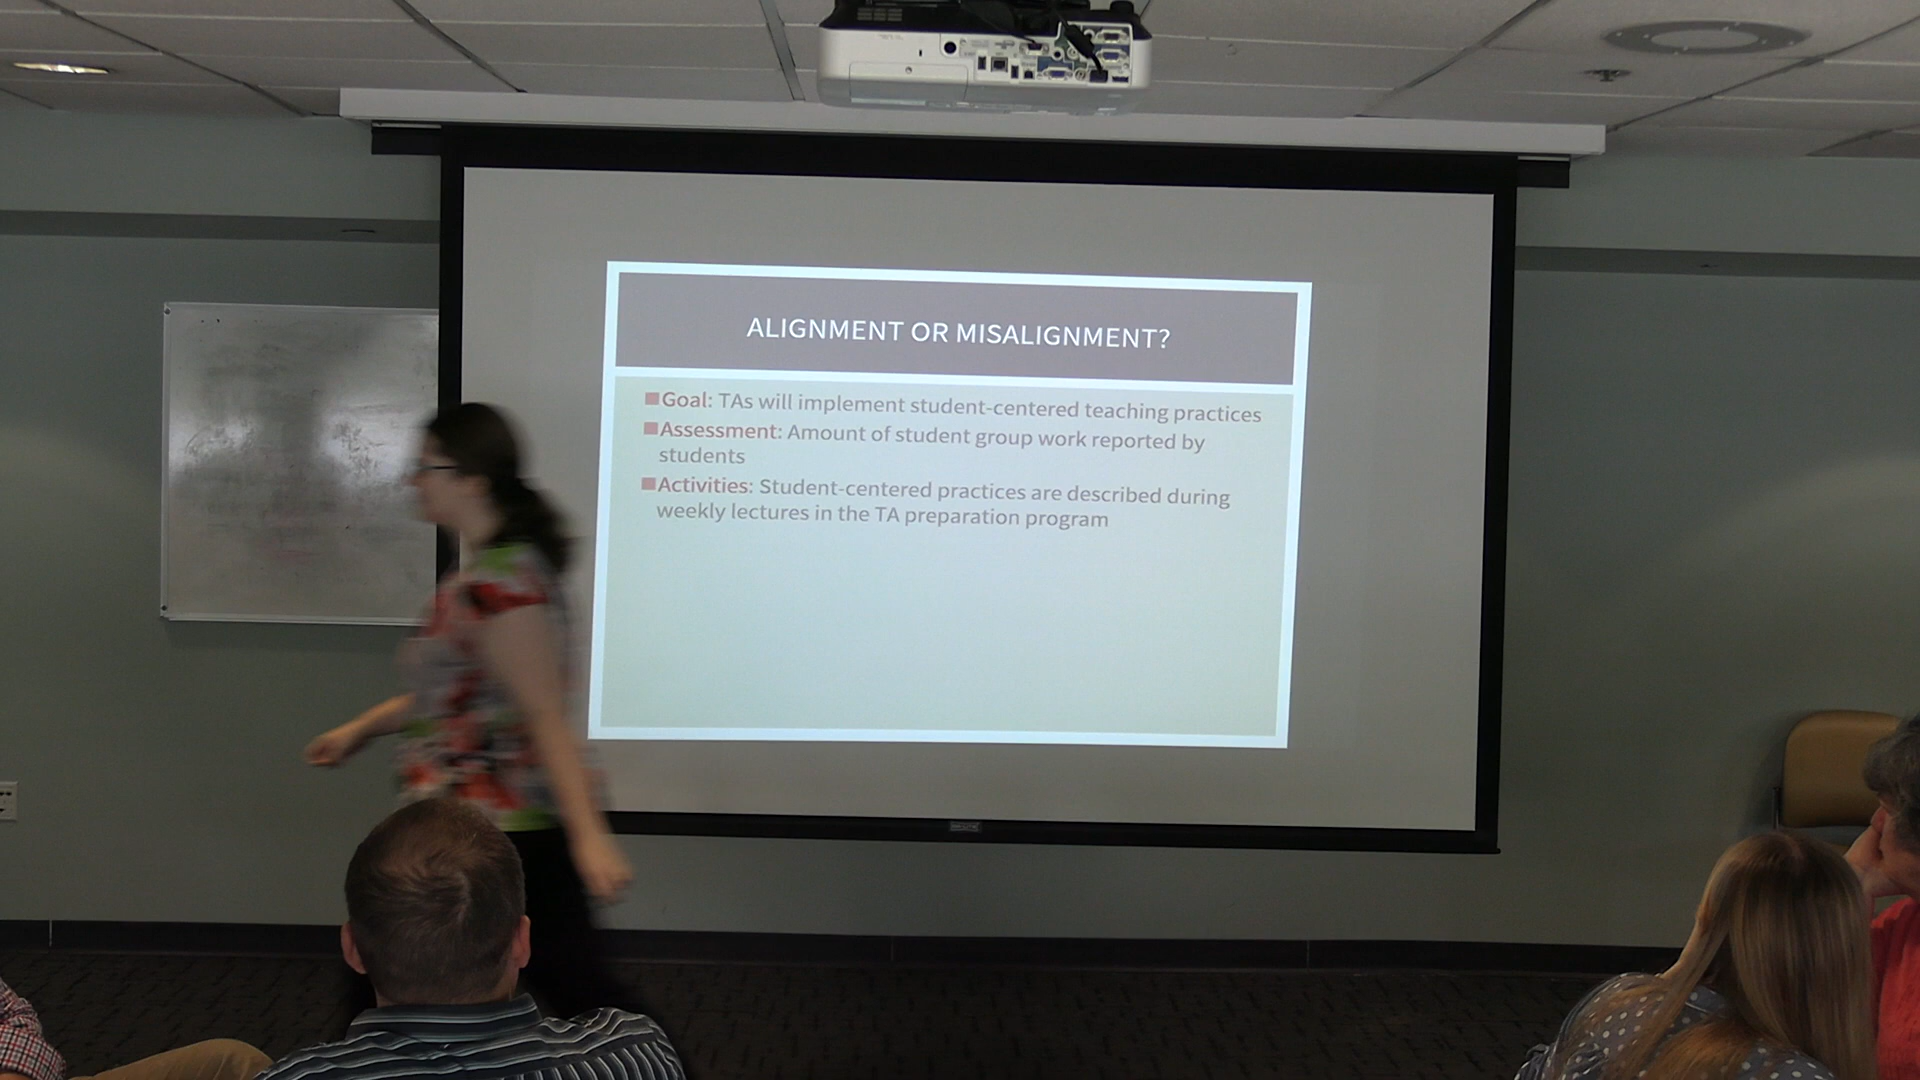 ALIGNMENT OR MISALIGNMENT?
■Goal: TAs will implement student-centered teaching practices
■Assessment: Amount of student group work reported by
students
■Activities: Student-centered practices are described during
weekly lectures in the TA preparation program